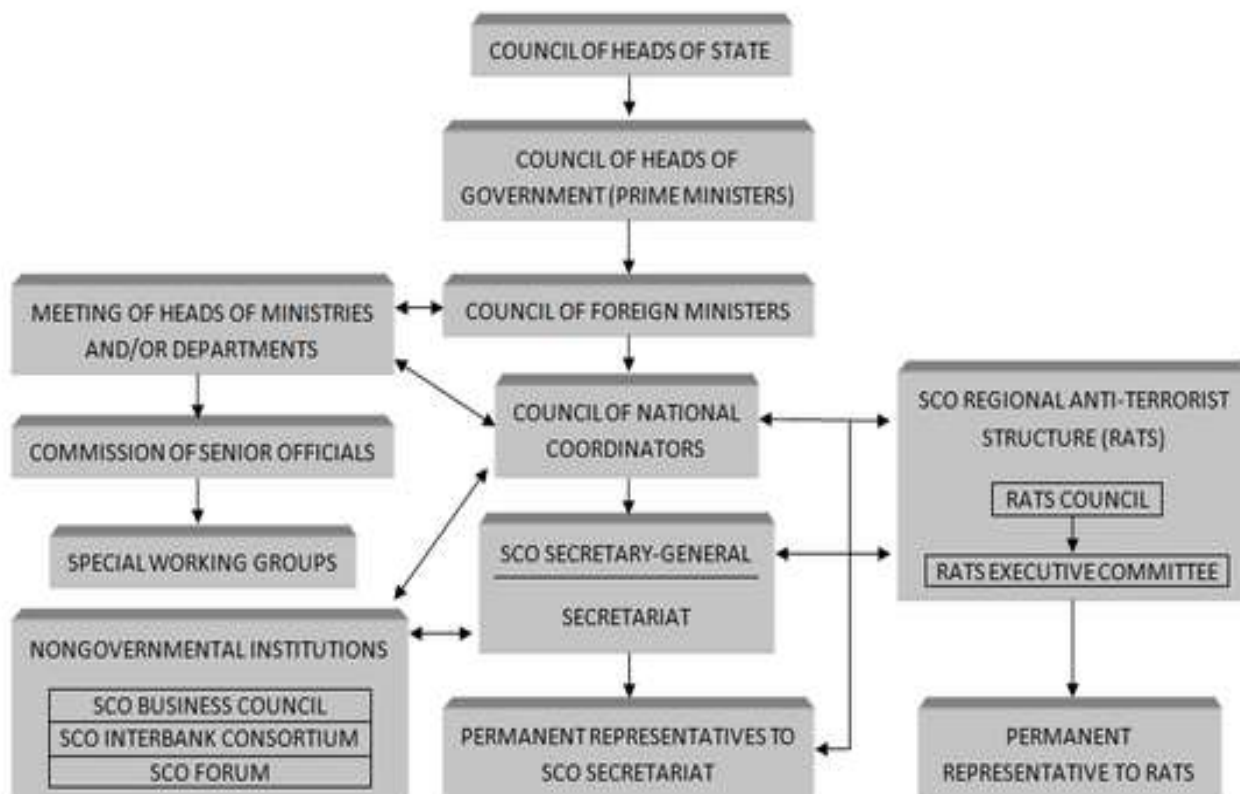 COUNCIL OF HEADS OF STATE
COUNCIL OF HEADS OF
GOVERNMENT (PRIME MINISTERS)
MEETING OF HEADS OF MINISTRIES
AND/OR DEPARTMENTS
COUNCIL OF FOREIGN MINISTERS
COUNCIL OF NATIONAL
COORDINATORS
SCO REGIONAL ANTI-TERRORIST
STRUCTURE (RATS)
RATS COUNCIL
RATS EXECUTIVE COMMITTEE
COMMISSION OF SENIOR OFFICIALS
SPECIAL WORKING GROUPS
SCO SECRETARY-GENERAL
SECRETARIAT
NONGOVERNMENTAL INSTITUTIONS
SCO BUSINESS COUNCIL
SCO INTERBANK CONSORTIUM
SCO FORUM
PERMANENT REPRESENTATIVES TO
SCO SECRETARIAT
PERMANENT
REPRESENTATIVE TO RATS